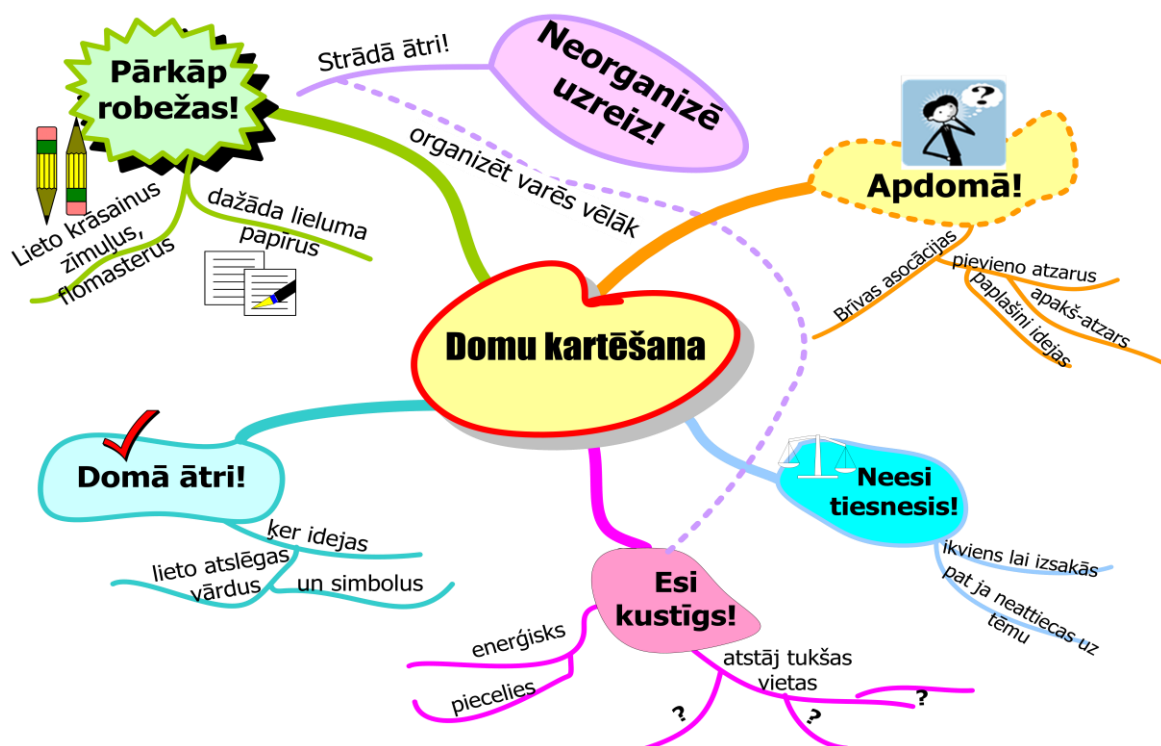 Pārkāp
robežas!
Lieto krāsainus
zīmuļus,
flomasterus
dažāda lieluma
papīrus
Strādā ātri!
Neorganizē
uzreiz!
organizēt varēs vēlāk
?
Apdomā!
Brīvas asocācijas
pievieno atzarus
paplašini idejas
apakš-atzars
Domu kartēšana
Domā ātri!
ķer idejas
lieto atslēgas
vārdus
un simbolus
Neesi
tiesnesis!
ikviens lai izsakās
pat ja neattiecas uz
tēmu
Esi
kustīgs!
enerģisks
piecelies
atstāj tukšas
vietas
?
?
?